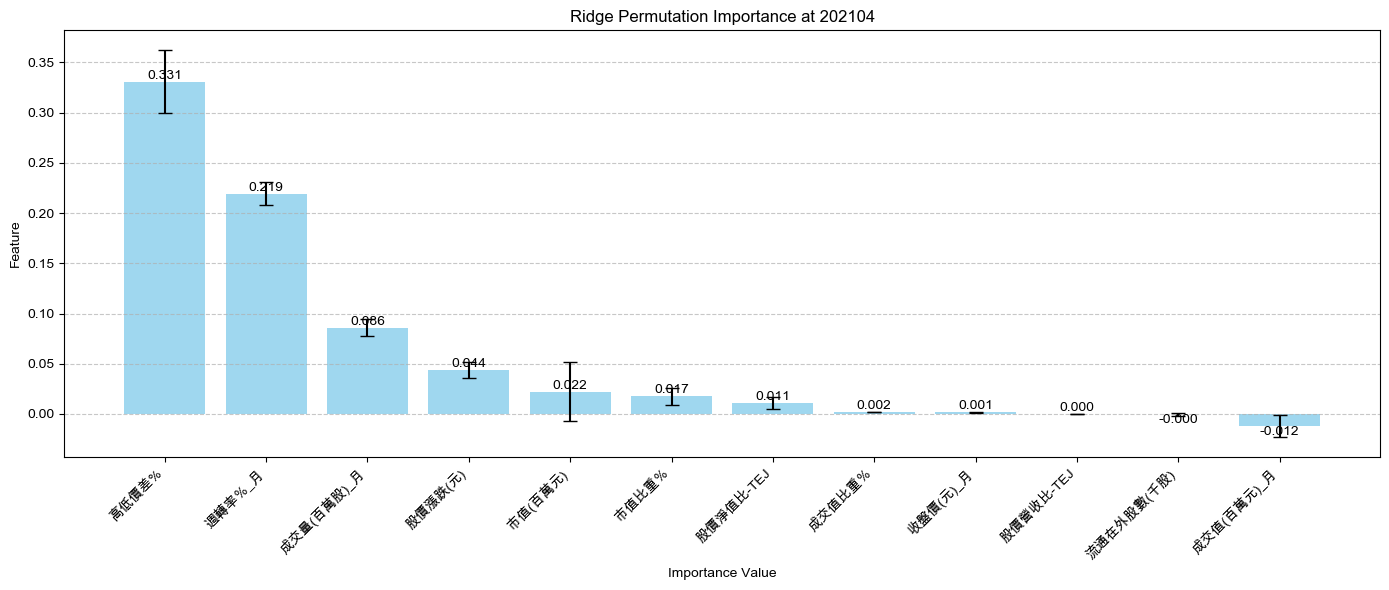 Ridge Permutation Importance at 202104
Feature
0.35
0.30
0.25
0.20
0.15
0.10
0.05
0.00
0.331
0.219
0.086
0.044
0.022
0.017
0.011
0.002
0.001
0.000
-0.000
-0.012
高低價差%
週轉率%_月
成交量(百萬股)_月
股價漲跌(元)
市值(百萬元)
市值比重%
股價淨值比-TEJ
成交值比重%
收盤價(元)_月
股價營收比-TEJ
流通在外股數(千股)
成交值(百萬元)_月
Importance Value